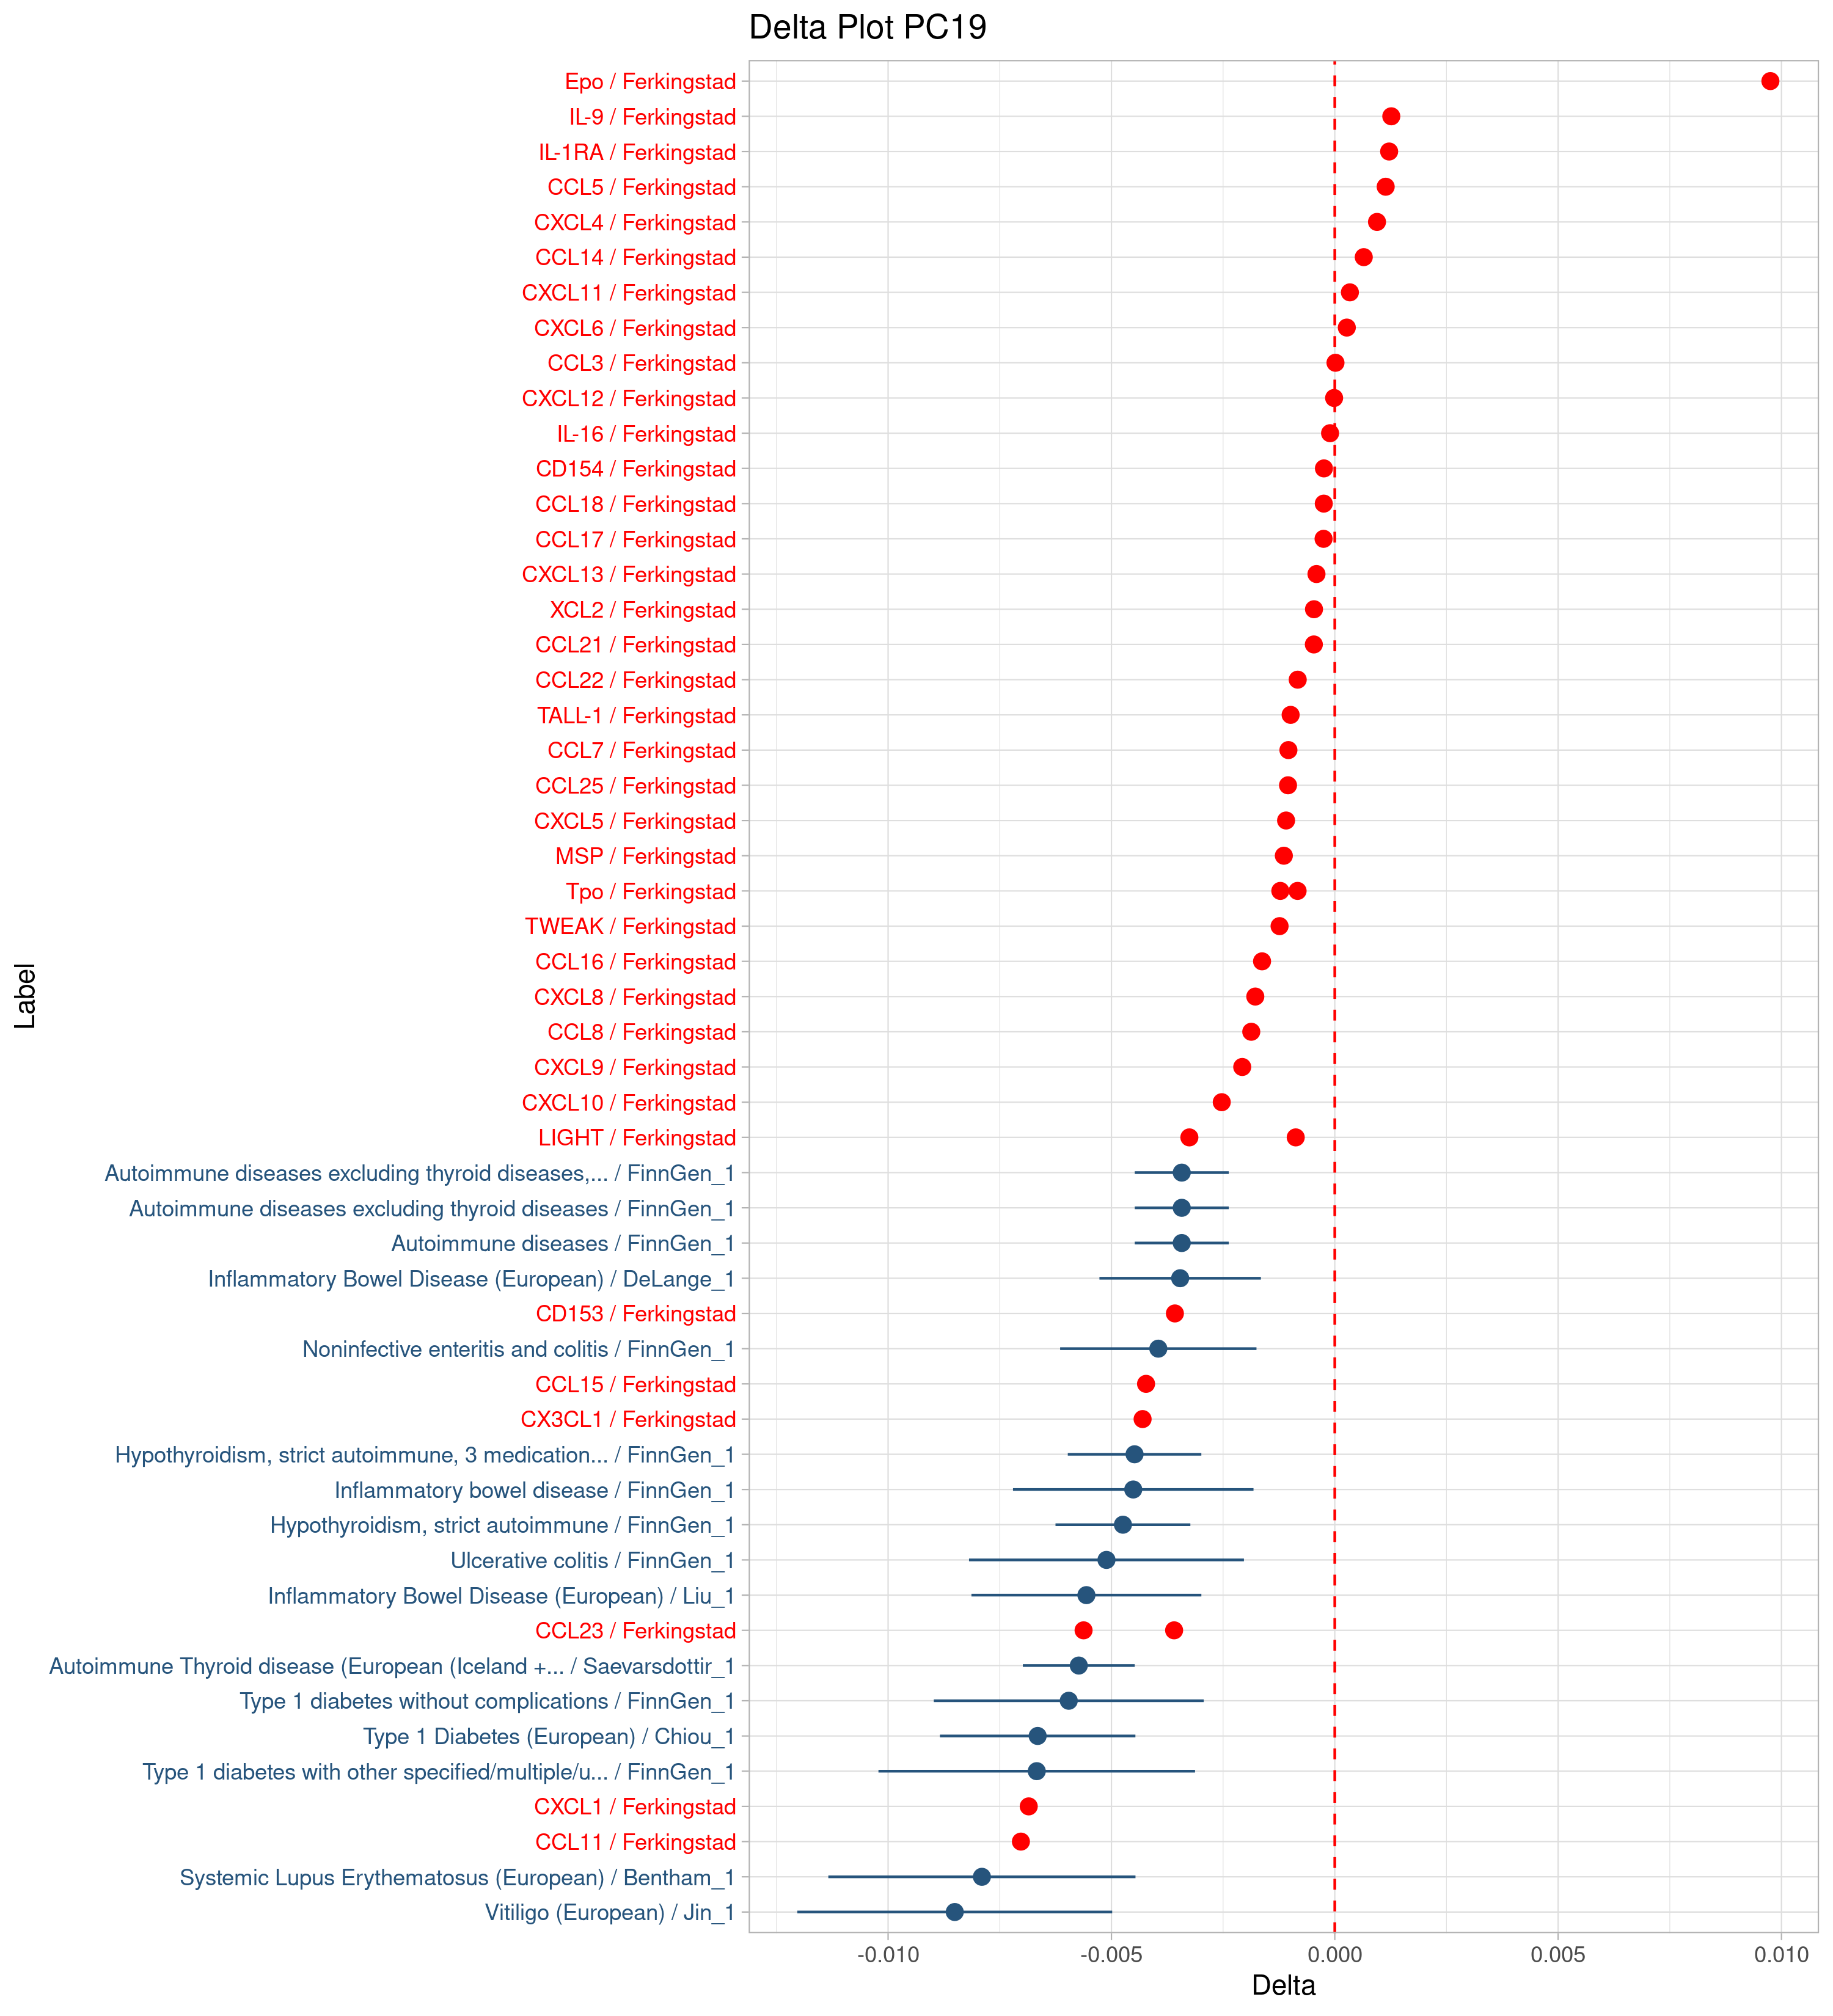 Delta Plot PC19
Epo / Ferkingstad
IL-9 / Ferkingstad
IL-1RA / Ferkingstad
CCL5 / Ferkingstad
CXCL4 / Ferkingstad
CCL14 / Ferkingstad
CXCL11 / Ferkingstad
CXCL6 / Ferkingstad
CCL3 / Ferkingstad
CXCL12 / Ferkingstad
IL-16 / Ferkingstad
CD154 / Ferkingstad
CCL18 / Ferkingstad
CCL17 / Ferkingstad
CXCL13 / Ferkingstad
XCL2 / Ferkingstad
CCL21 / Ferkingstad
CCL22 / Ferkingstad
TALL-1 / Ferkingstad
CCL7 / Ferkingstad
CCL25 / Ferkingstad
CXCL5 / Ferkingstad
MSP / Ferkingstad
Tpo / Ferkingstad
TWEAK / Ferkingstad
CCL16 / Ferkingstad
CXCL8 / Ferkingstad
CCL8 / Ferkingstad
CXCL9 / Ferkingstad
CXCL10 / Ferkingstad
LIGHT / Ferkingstad
Autoimmune diseases excluding thyroid diseases,... / FinnGen_1
Autoimmune diseases excluding thyroid diseases / FinnGen_1
Autoimmune diseases / FinnGen_1
Inflammatory Bowel Disease (European) / DeLange_1
CD153 / Ferkingstad
Noninfective enteritis and colitis / FinnGen_1
CCL15 / Ferkingstad
CX3CL1 / Ferkingstad
Hypothyroidism, strict autoimmune, 3 medication... / FinnGen_1
Inflammatory bowel disease / FinnGen_1
Hypothyroidism, strict autoimmune / FinnGen_1
Ulcerative colitis / FinnGen_1
Inflammatory Bowel Disease (European) / Liu_1
CCL23 / Ferkingstad
Autoimmune Thyroid disease (European (Iceland +... / Saevarsdottir_1
Type 1 diabetes without complications / FinnGen_1
Type 1 Diabetes (European) / Chiou_1
Type 1 diabetes with other specified/multiple/u... / FinnGen_1
CXCL1 / Ferkingstad
CCL11 / Ferkingstad
Systemic Lupus Erythematosus (European) / Bentham_1
Vitiligo (European) / Jin_1
Label
-0.010 -0.005 0.000 0.005 0.010
Delta